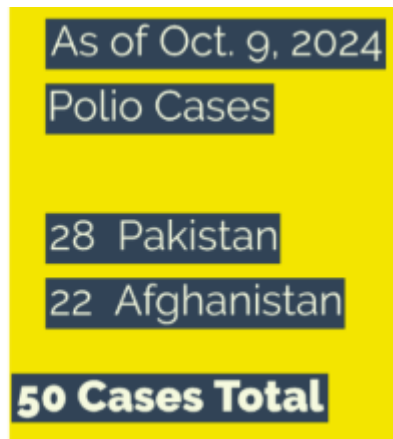 As of Oct. 9, 2024
Polio Cases
28 Pakistan
22 Afghanistan
50 Cases Total